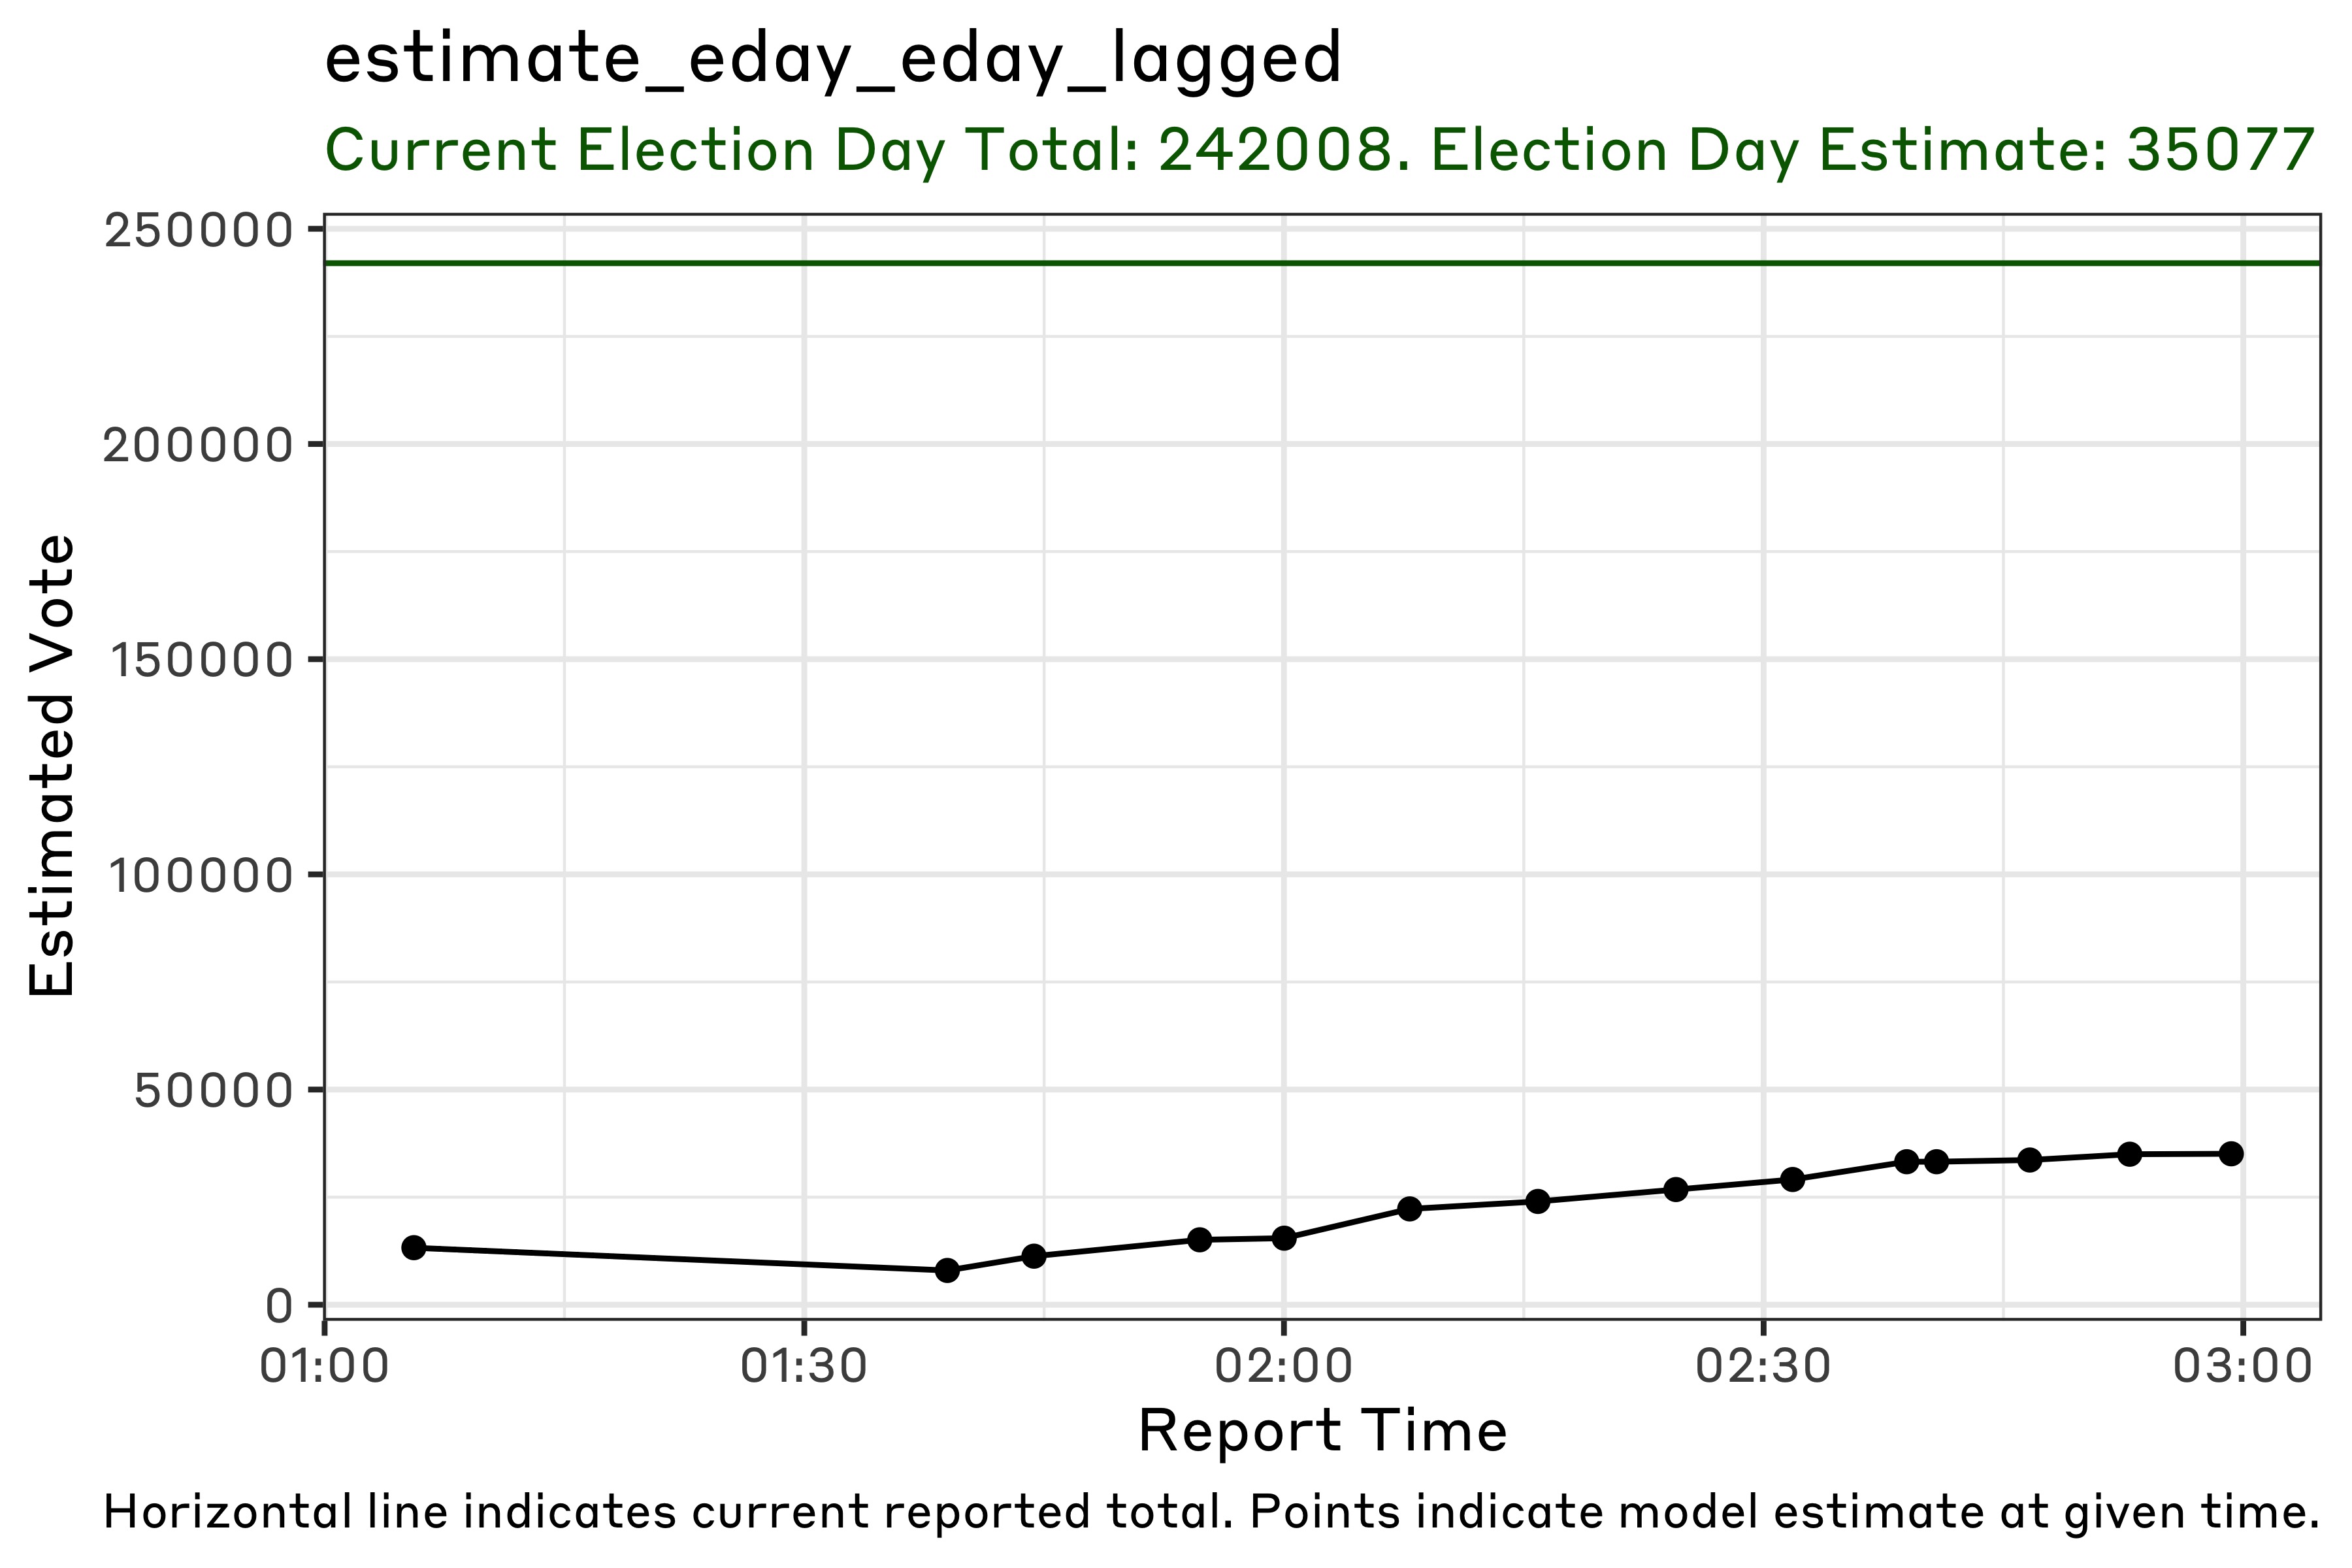 estimate_eday_eday_lagged
Current Election Day Total: 242008. Election Day Estimate: 35077
250000
200000
150000
100000
50000
0
Estimated Vote
01:00 01:30 02:00 02:30 03:00
Report Time
Horizontal line indicates current reported total. Points indicate model estimate at given time.